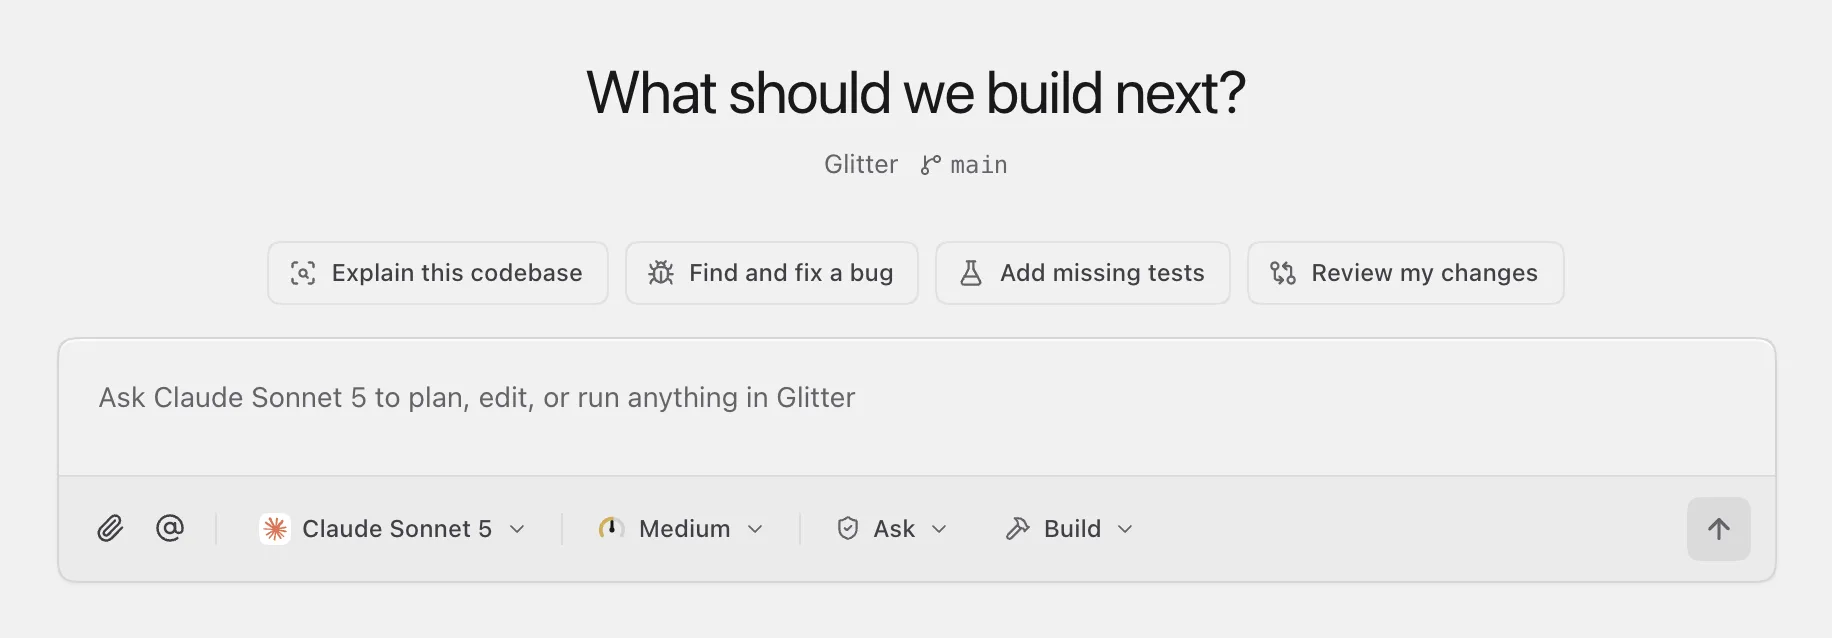 What should we build next?
Glitter main
Explain this codebase Find and fix a bug Add missing tests Review my changes
Ask Claude Sonnet 5 to plan, edit, or run anything in Glitter
Claude Sonnet 5 Medium Ask Build